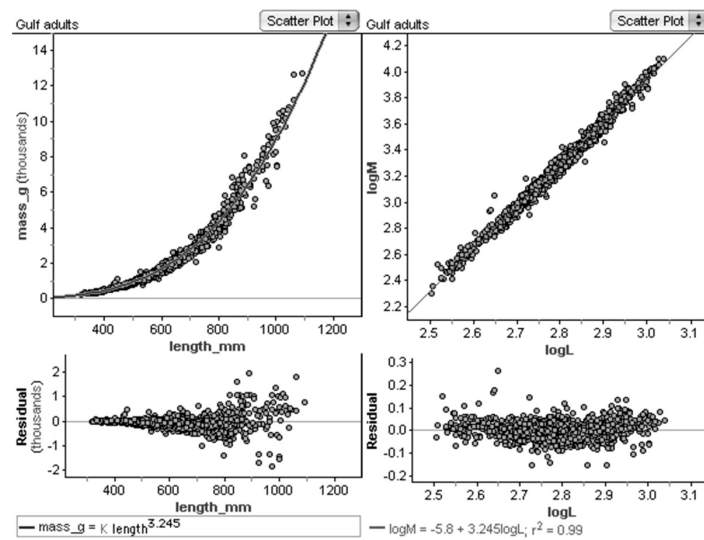 Gulf adults
Scatter Plot
14
12
10
8
6
4
2
0
mass_g (thousands)
400 600 800 1000 1200
length_mm
2
1
0
-1
-2
Residual
(thousands)
400 600 800 1000 1200
length_mm
mass_g = K length^3.245
Scatter Plot
4.2
4.0
3.8
3.6
3.4
3.2
3.0
2.8
2.6
2.4
2.2
logM
2.5 2.6 2.7 2.8 2.9 3.0 3.1
logL
0.3
0.2
0.1
0.0
-0.1
-0.2
Residual
2.5 2.6 2.7 2.8 2.9 3.0 3.1
logL
logM = -5.8 + 3.245logL; r² = 0.99